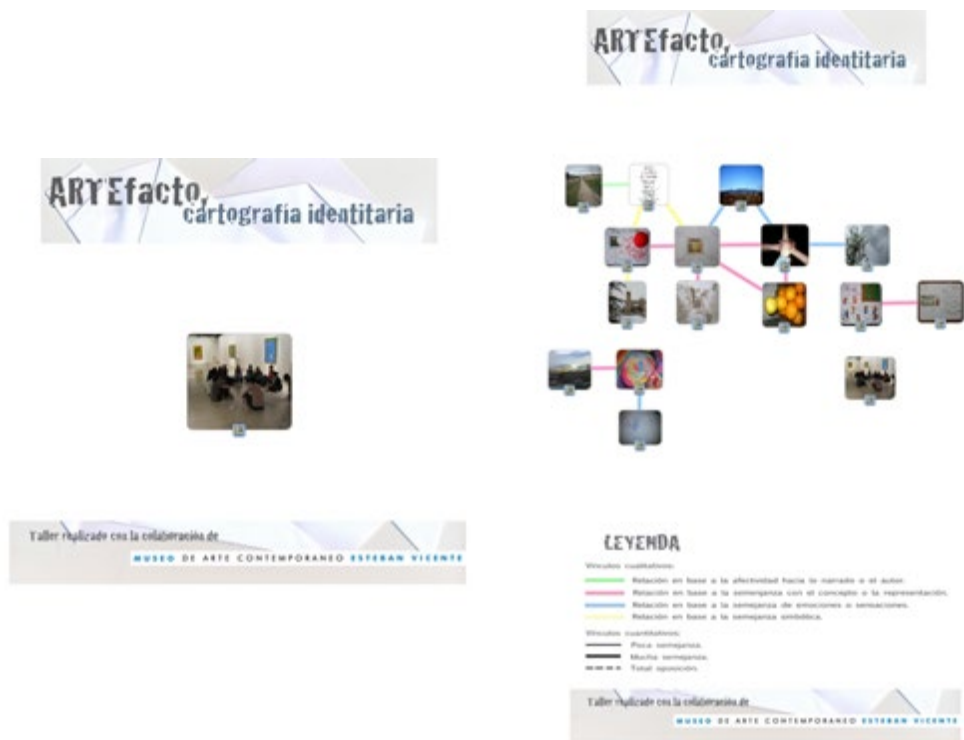 ARTEfacto,
cartografía identitaria
Taller realizado con la colaboración de
MUSEO DE ARTE CONTEMPORANEO ESTEBAN VICENTE
ARTEfacto,
cartografía identitaria
LEYENDA
Vínculos cualitativos:
Relación en base a la afectividad hacia lo narrado o el autor.
Relación en base a la semenjanza con el concepto o la representación.
Relación en base a la semejanza de emociones o sensaciones.
Relación en base a la semejanza simbólica.
Vínculos cuantitativos:
Poca semejanza.
Mucha semejanza.
Total oposición.
Taller realizado con la colaboración de
MUSEO DE ARTE CONTEMPORANEO ESTEBAN VICENTE